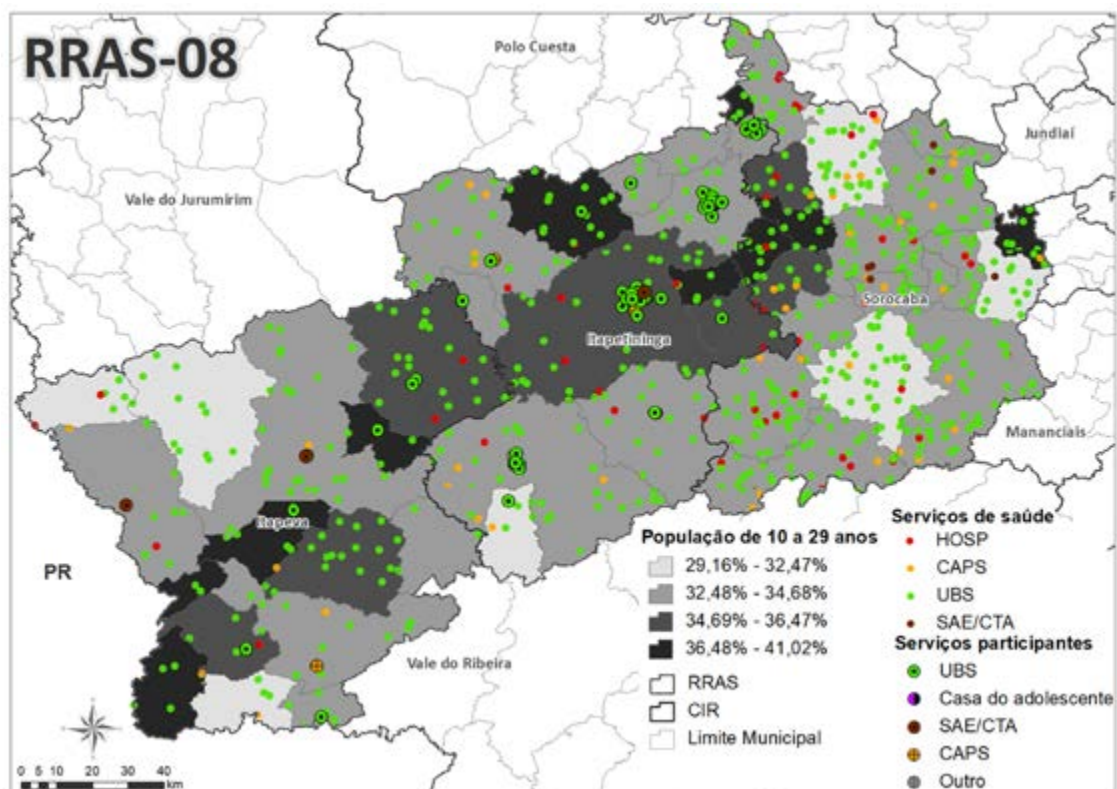 RRAS-08
Polo Cuesta
Jundiaí
Vale do Jurumirim
Sorocaba
Itapetininga
Mananciais
Itapeva
PR
Vale do Ribeira
População de 10 a 29 anos
29,16% - 32,47%
32,48% - 34,68%
34,69% - 36,47%
36,48% - 41,02%
RRAS
CIR
Limite Municipal
Serviços de saúde
HOSP
CAPS
UBS
SAE/CTA
Serviços participantes
UBS
Casa do adolescente
SAE/CTA
CAPS
Outro
0 5 10 20 30 40
km